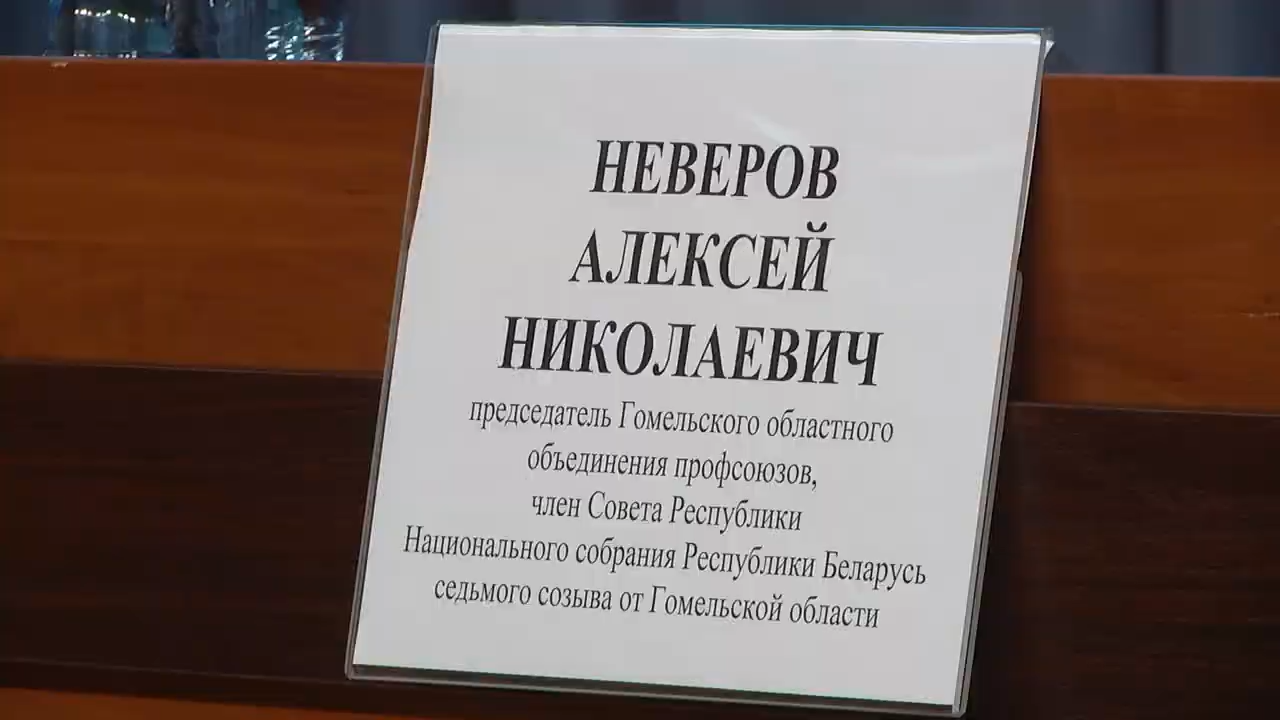 НЕВЕРОВ
АЛЕКСЕЙ
НИКОЛАЕВИЧ
председатель Гомельского областного
объединения профсоюзов,
член Совета Республики
Национального собрания Республики Беларусь
седьмого созыва от Гомельской области